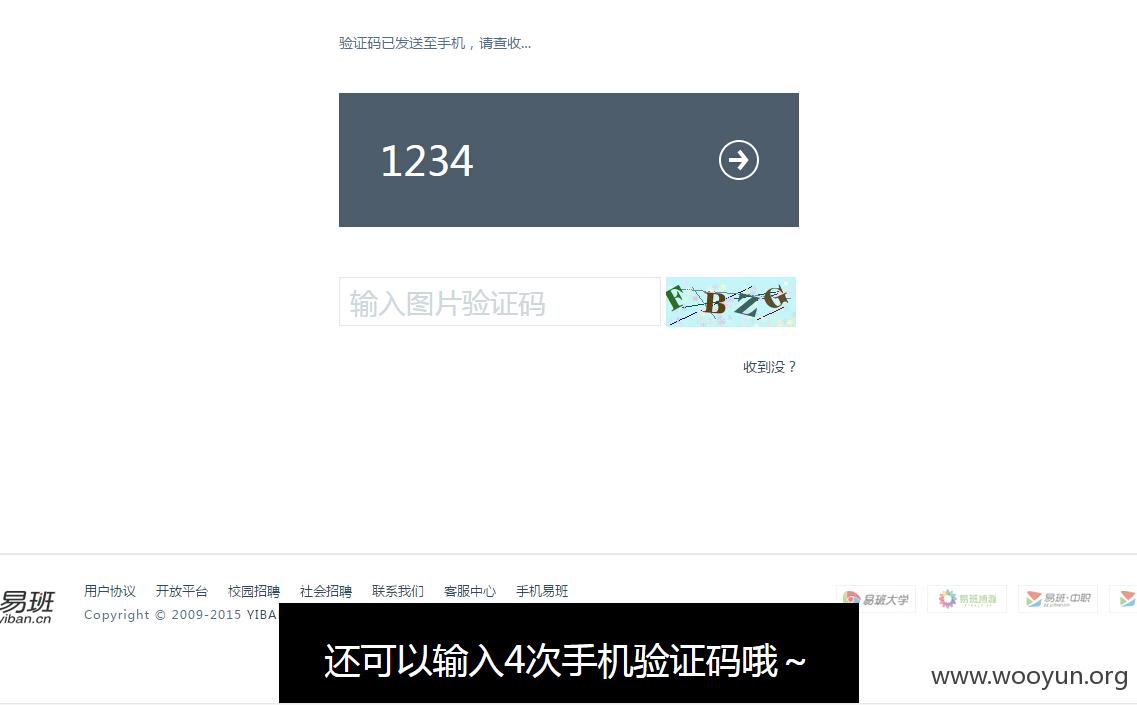 验证码已发送至手机，请查收...
1234
输入图片验证码
F B Z G
收到没？
易班
yiban.cn
用户协议 开放平台 校园招聘 社会招聘 联系我们 客服中心 手机易班
易班大学
易班博雅
易班·中职
Copyright © 2009-2015 YIBA
还可以输入4次手机验证码哦～
www.wooyun.org